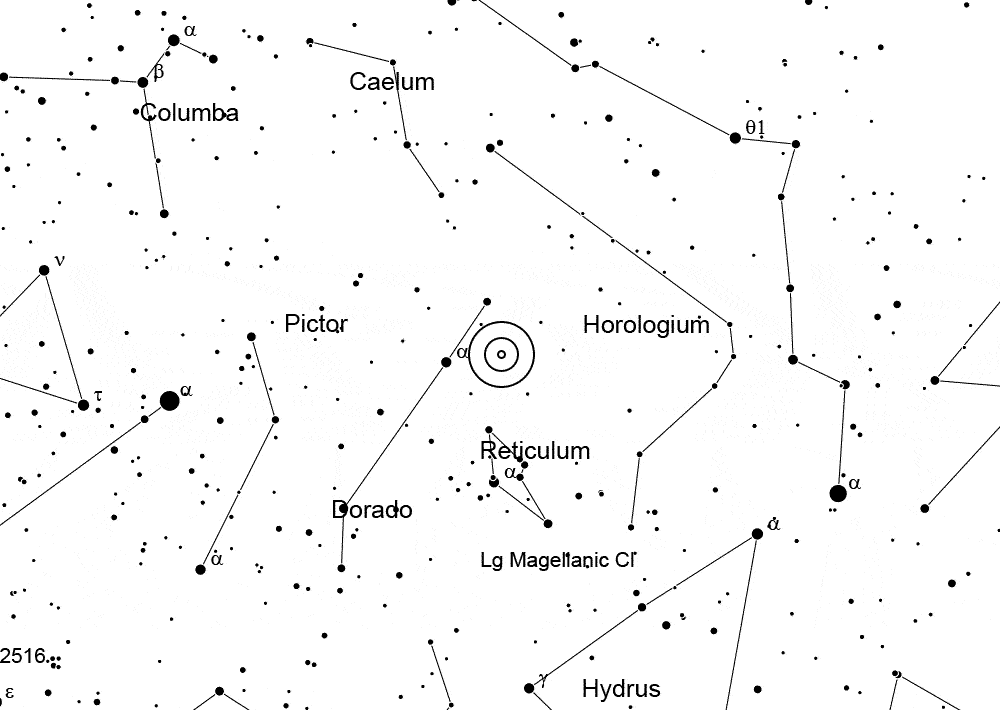 α
β
Caelum
Columba
θ1
ν
Pictor
Horologium
α
τ
α
Reticulum
α
α
Dorado
α
α
Lg Magellanic Cl
2516
γ
Hydrus
ε